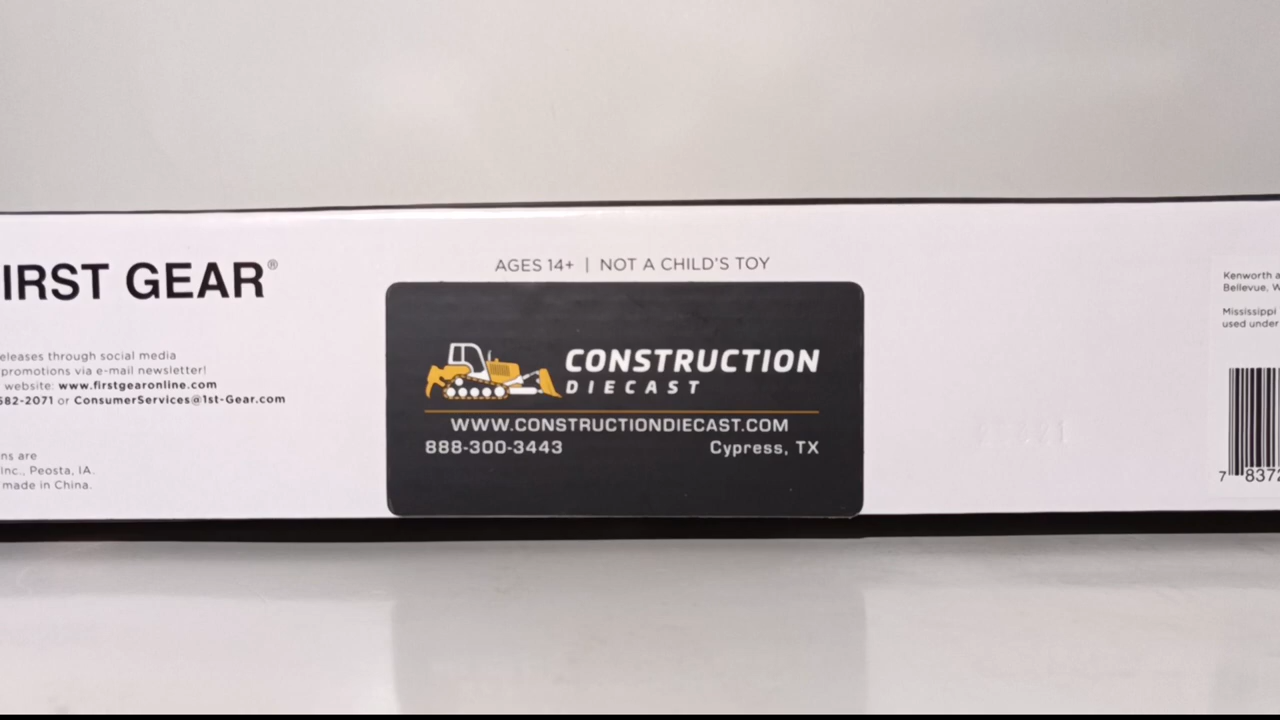 IRST GEAR®
eleases through social media
promotions via e-mail newsletter!
website: www.firstgearonline.com
582-2071 or ConsumerServices@1st-Gear.com
ns are
Inc., Peosta, IA.
made in China.
AGES 14+ | NOT A CHILD'S TOY
CONSTRUCTION
DIECAST
WWW.CONSTRUCTIONDIECAST.COM
888-300-3443 Cypress, TX
Kenworth a
Bellevue, W
Mississippi
used under
7 8372